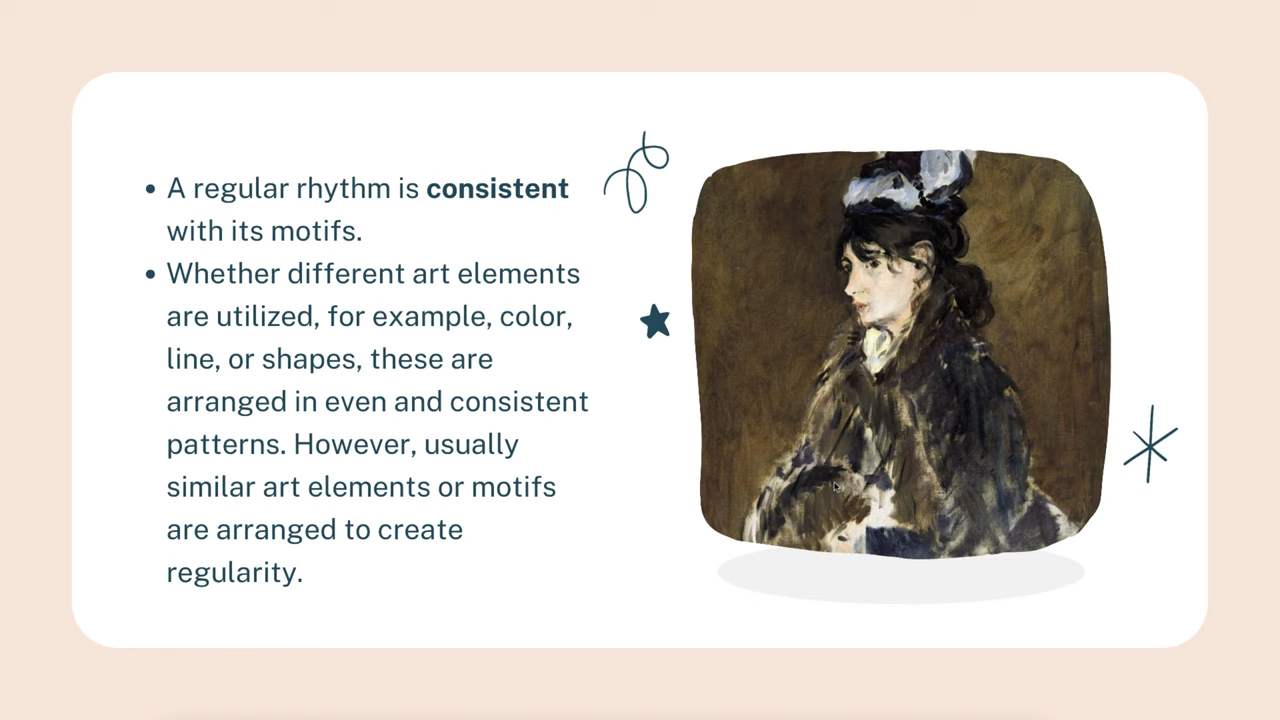 • A regular rhythm is consistent
with its motifs.
• Whether different art elements
are utilized, for example, color,
line, or shapes, these are
arranged in even and consistent
patterns. However, usually
similar art elements or motifs
are arranged to create
regularity.